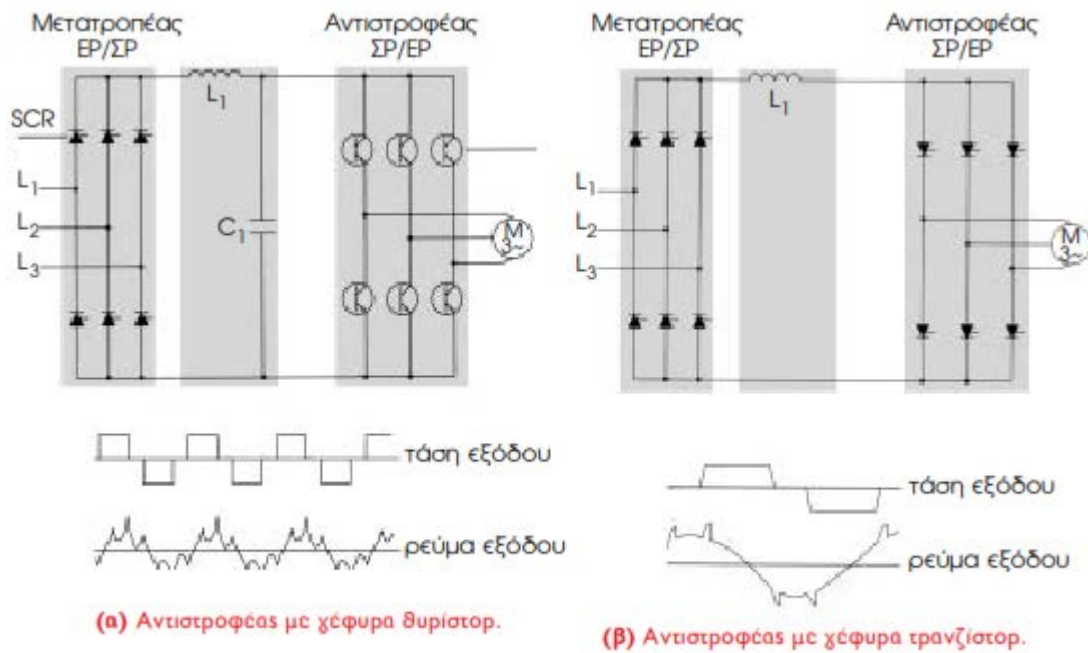 Μετατροπέας
ΕΡ/ΣΡ
Αντιστροφέας
ΣΡ/ΕΡ
SCR
L1
L2
L3
L1
C1
M
3~
τάση εξόδου
ρεύμα εξόδου
(α) Αντιστροφέας με γέφυρα θυρίστορ.
Μετατροπέας
ΕΡ/ΣΡ
Αντιστροφέας
ΣΡ/ΕΡ
L1
L2
L3
L1
M
3~
τάση εξόδου
ρεύμα εξόδου
(β) Αντιστροφέας με γέφυρα τρανζίστορ.